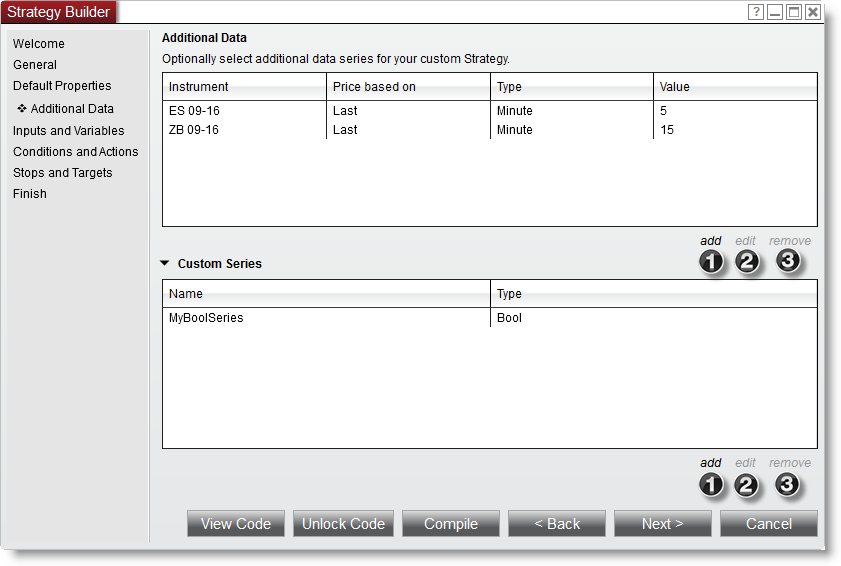 Strategy Builder
?
Welcome
General
Default Properties
Additional Data
Inputs and Variables
Conditions and Actions
Stops and Targets
Finish
Additional Data
Optionally select additional data series for your custom Strategy.
Instrument Price based on Type Value
ES 09-16 Last Minute 5
ZB 09-16 Last Minute 15
add edit remove
1 2 3
Custom Series
Name Type
MyBoolSeries Bool
add edit remove
1 2 3
View Code Unlock Code Compile < Back Next > Cancel